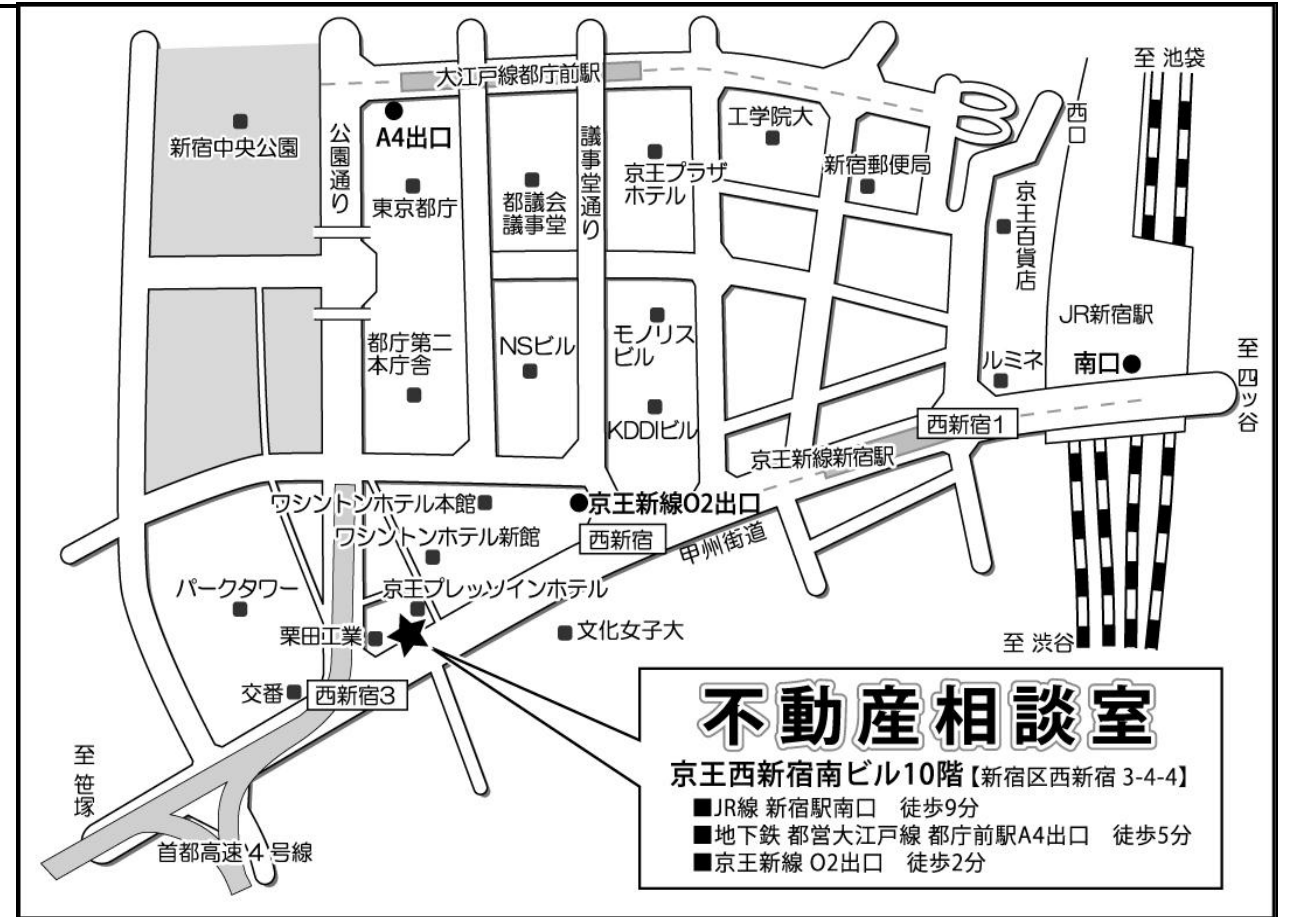 至 池袋
大江戸線都庁前駅
西口
A4出口
公園通り
議事堂通り
工学院大
新宿中央公園
東京都庁
都議会
議事堂
京王プラザ
ホテル
新宿郵便局
京王百貨店
JR新宿駅
都庁第二
本庁舎
NSビル
モノリス
ビル
ルミネ
南口
至 四ッ谷
KDDIビル
西新宿1
京王新線新宿駅
ワシントンホテル本館
京王新線O2出口
ワシントンホテル新館
西新宿
甲州街道
パークタワー
京王プレッツインホテル
栗田工業
文化女子大
至 渋谷
交番
西新宿3
至 笹塚
首都高速4号線
不動産相談室
京王西新宿南ビル10階【新宿区西新宿 3-4-4】
■JR線 新宿駅南口 徒歩9分
■地下鉄 都営大江戸線 都庁前駅A4出口 徒歩5分
■京王新線 O2出口 徒歩2分